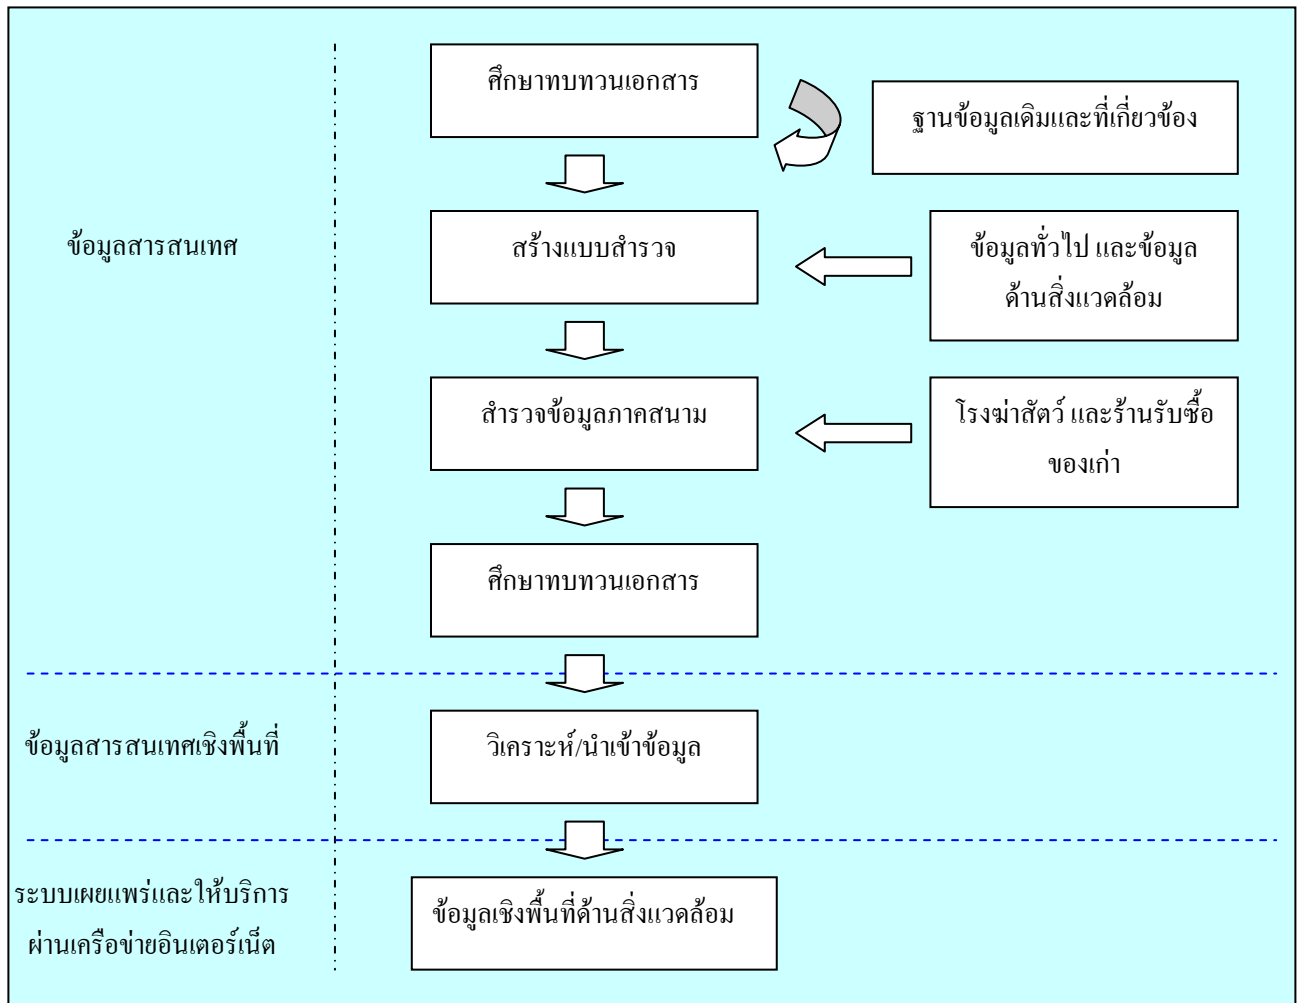 ศึกษาทบทวนเอกสาร
ฐานข้อมูลเดิมและที่เกี่ยวข้อง
ข้อมูลสารสนเทศ
สร้างแบบสำรวจ
ข้อมูลทั่วไป และข้อมูล
ด้านสิ่งแวดล้อม
สำรวจข้อมูลภาคสนาม
โรงฆ่าสัตว์ และร้านรับซื้อ
ของเก่า
ศึกษาทบทวนเอกสาร
ข้อมูลสารสนเทศเชิงพื้นที่
วิเคราะห์/นำเข้าข้อมูล
ระบบเผยแพร่และให้บริการ
ผ่านเครือข่ายอินเตอร์เน็ต
ข้อมูลเชิงพื้นที่ด้านสิ่งแวดล้อม